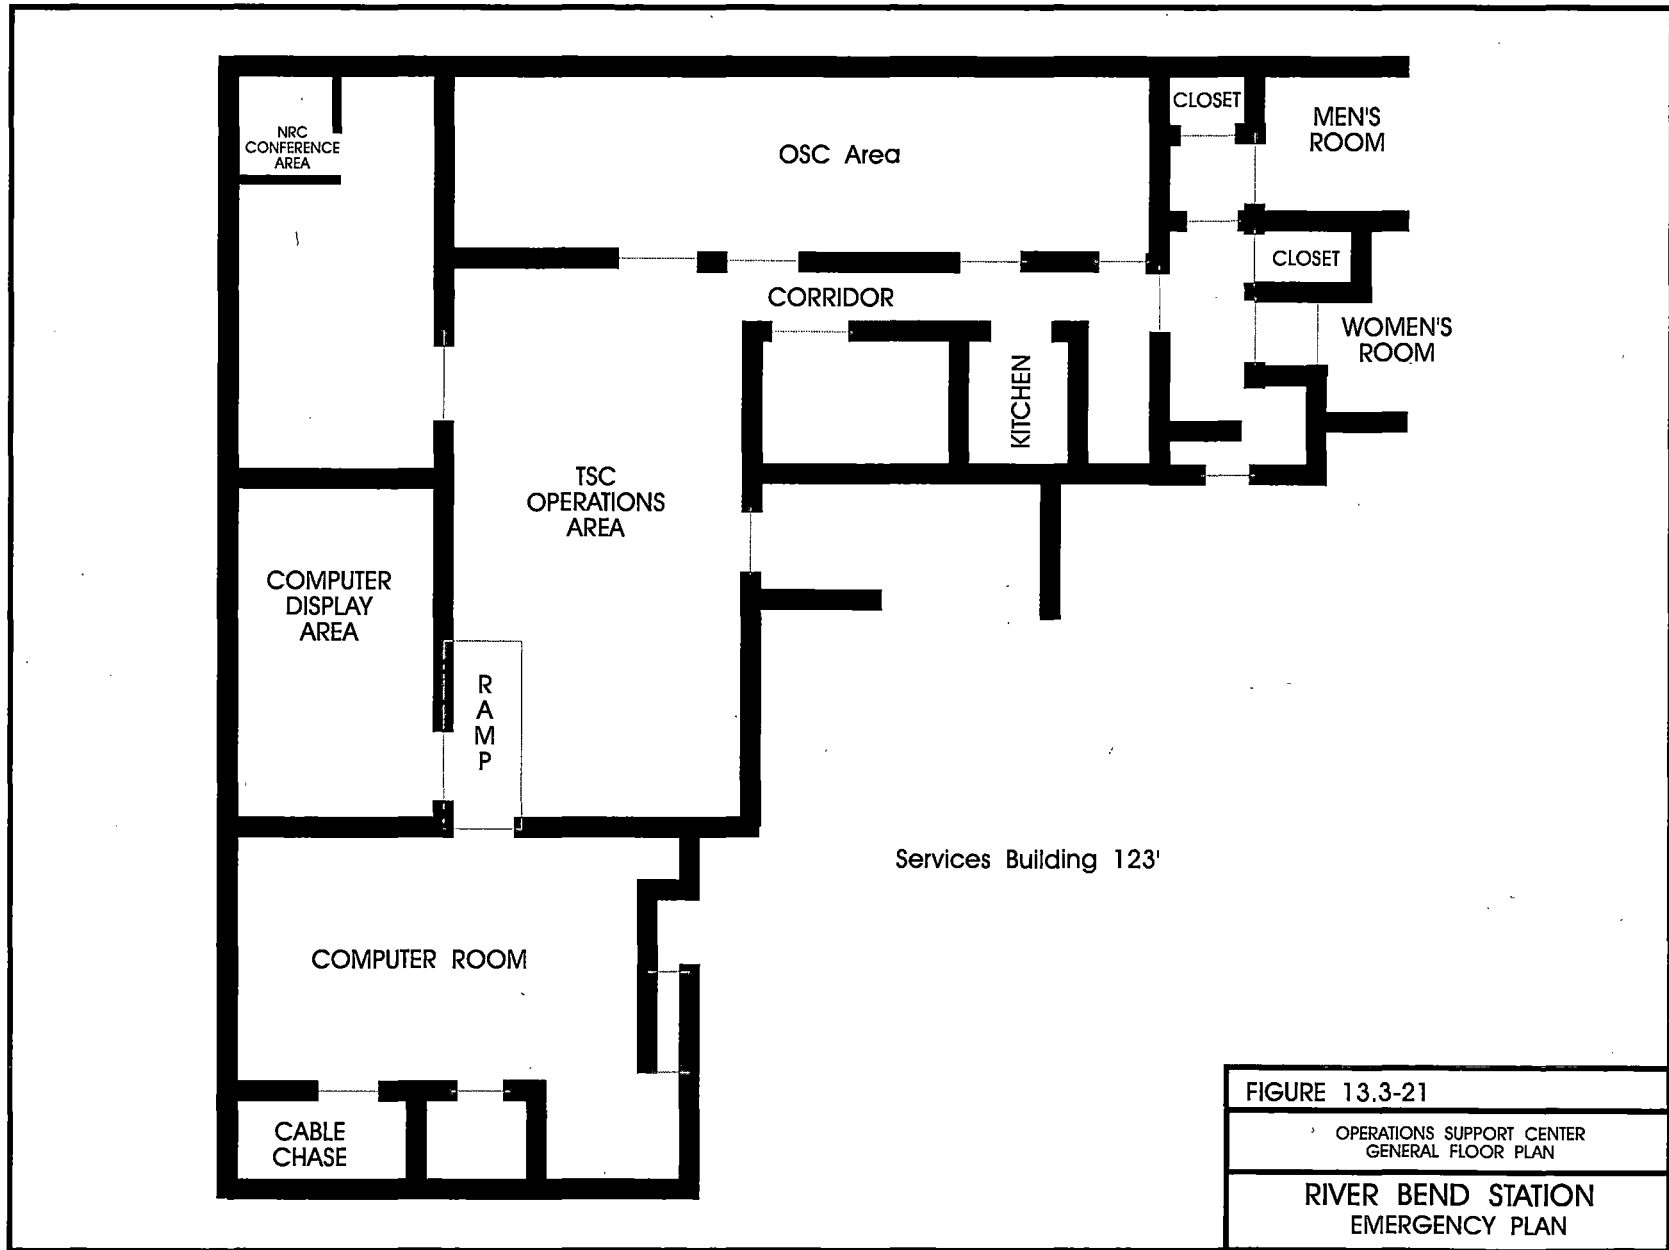 CLOSET
MEN'S
ROOM
NRC
CONFERENCE
AREA
OSC Area
CLOSET
CORRIDOR
WOMEN'S
ROOM
KITCHEN
TSC
OPERATIONS
AREA
COMPUTER
DISPLAY
AREA
RAMP
Services Building 123'
COMPUTER ROOM
CABLE
CHASE
FIGURE 13.3-21
OPERATIONS SUPPORT CENTER
GENERAL FLOOR PLAN
RIVER BEND STATION
EMERGENCY PLAN